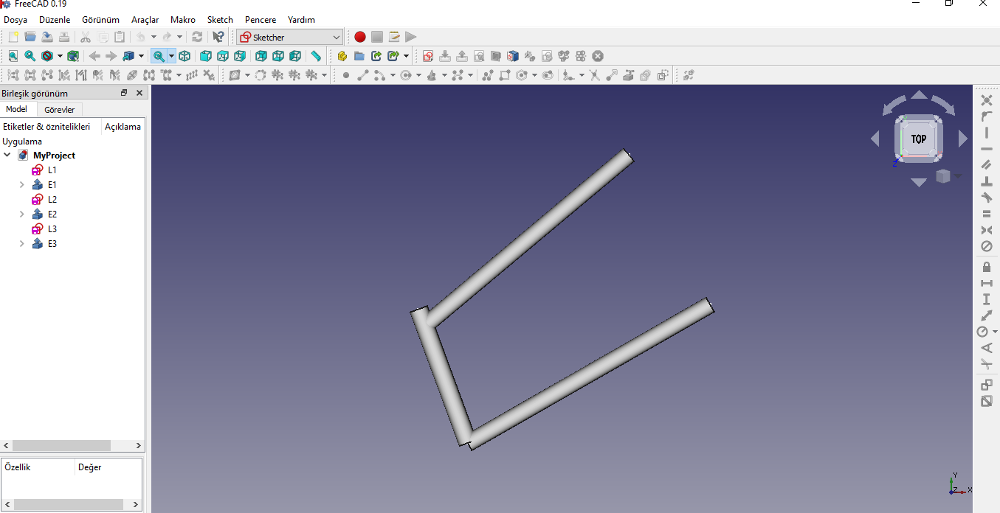 FreeCAD 0.19
Dosya Düzenle Görünüm Araçlar Makro Sketch Pencere Yardım
Sketcher
Birleşik görünüm
Model Görevler
Etiketler & öznitelikleri Açıklama
Uygulama
MyProject
L1
E1
L2
E2
L3
E3
Özellik Değer
TOP
Z
Y
Z X